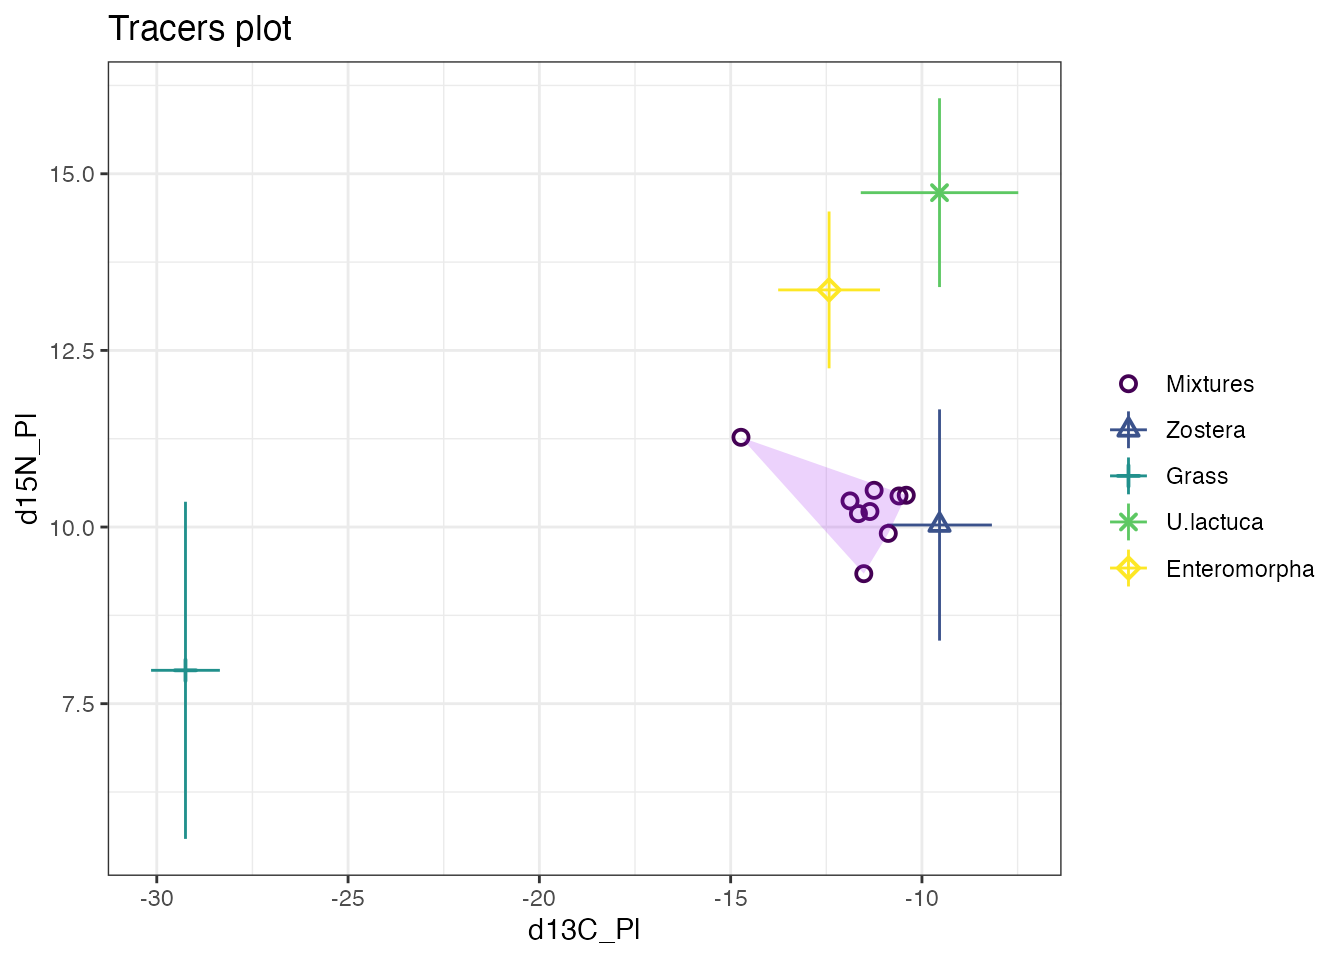 Tracers plot
15.0
12.5
10.0
7.5
d15N_Pl
-30
-25
-20
-15
-10
d13C_Pl
Mixtures
Zostera
Grass
U.lactuca
Enteromorpha